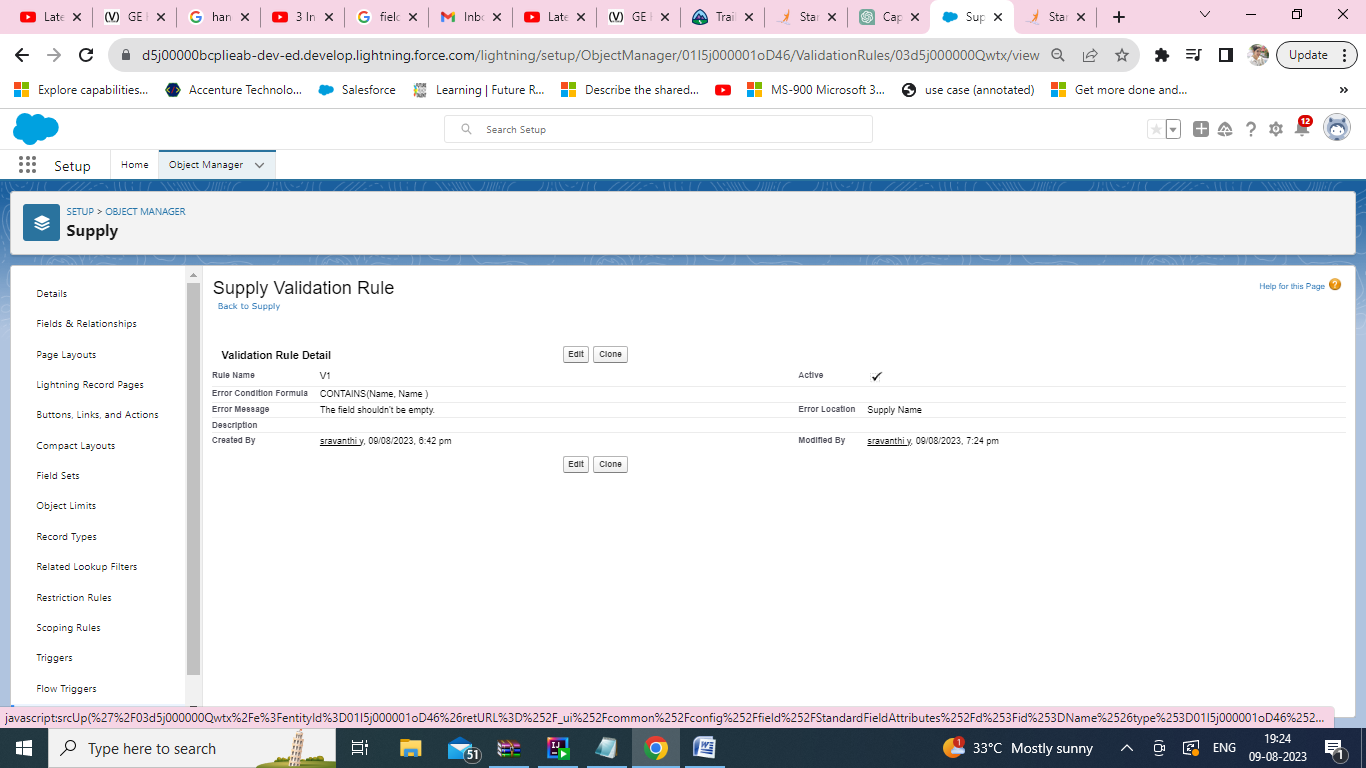 Late
GE I
han
3 In
field
Inbo
Late
GE I
Trai
Star
Cap
Sup
Star
d5j00000bcplieab-dev-ed.develop.lightning.force.com/lightning/setup/ObjectManager/01I5j000001oD46/ValidationRules/03d5j000000Qwtx/view
Update
Explore capabilities...
Accenture Technolo...
Salesforce
Learning | Future R...
Describe the shared...
MS-900 Microsoft 3...
use case (annotated)
Get more done and...
»
Search Setup
12
Setup
Home
Object Manager
SETUP > OBJECT MANAGER
Supply
Details
Fields & Relationships
Page Layouts
Lightning Record Pages
Buttons, Links, and Actions
Compact Layouts
Field Sets
Object Limits
Record Types
Related Lookup Filters
Restriction Rules
Scoping Rules
Triggers
Flow Triggers
Supply Validation Rule
Help for this Page
Back to Supply
Validation Rule Detail
Edit Clone
Rule Name V1 Active
Error Condition Formula CONTAINS(Name, Name )
Error Message The field shouldn't be empty. Error Location Supply Name
Description
Created By sravanthi y, 09/08/2023, 6:42 pm Modified By sravanthi y, 09/08/2023, 7:24 pm
Edit Clone
javascript:srcUp(%27%2F03d5j000000Qwtx%2Fe%3FentityId%3D01I5j000001oD46%26retURL%3D%252F_ui%252Fcommon%252Fconfig%252Ffield%252FStandardFieldAttributes%252Fd%253Fid%253DName%2526type%253D01I5j000001oD46%252...
Type here to search
51
1
33°C Mostly sunny
ENG
19:24
09-08-2023
1